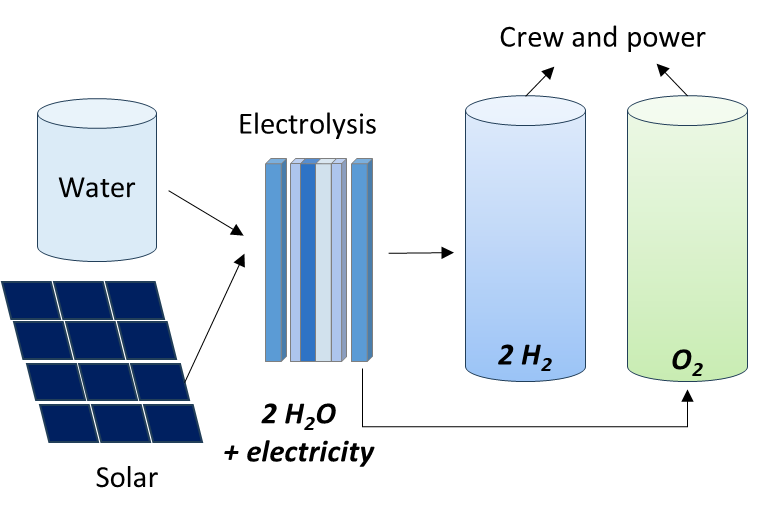 Crew and power
Electrolysis
Water
2 H₂
O₂
2 H₂O
+ electricity
Solar